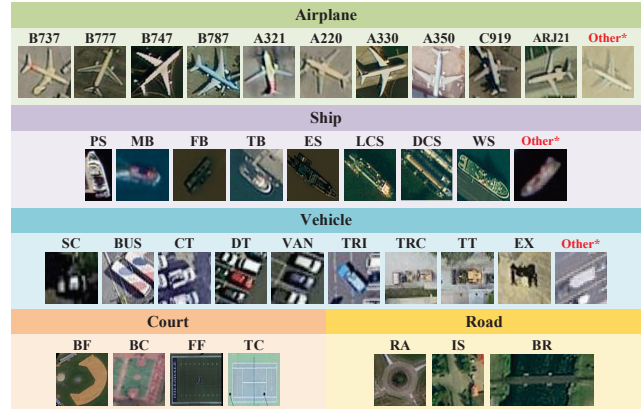 Airplane
B737 B777 B747 B787 A321 A220 A330 A350 C919 ARJ21 Other*
Ship
PS MB FB TB ES LCS DCS WS Other*
Vehicle
SC BUS CT DT VAN TRI TRC TT EX Other*
Court Road
BF BC FF TC RA IS BR